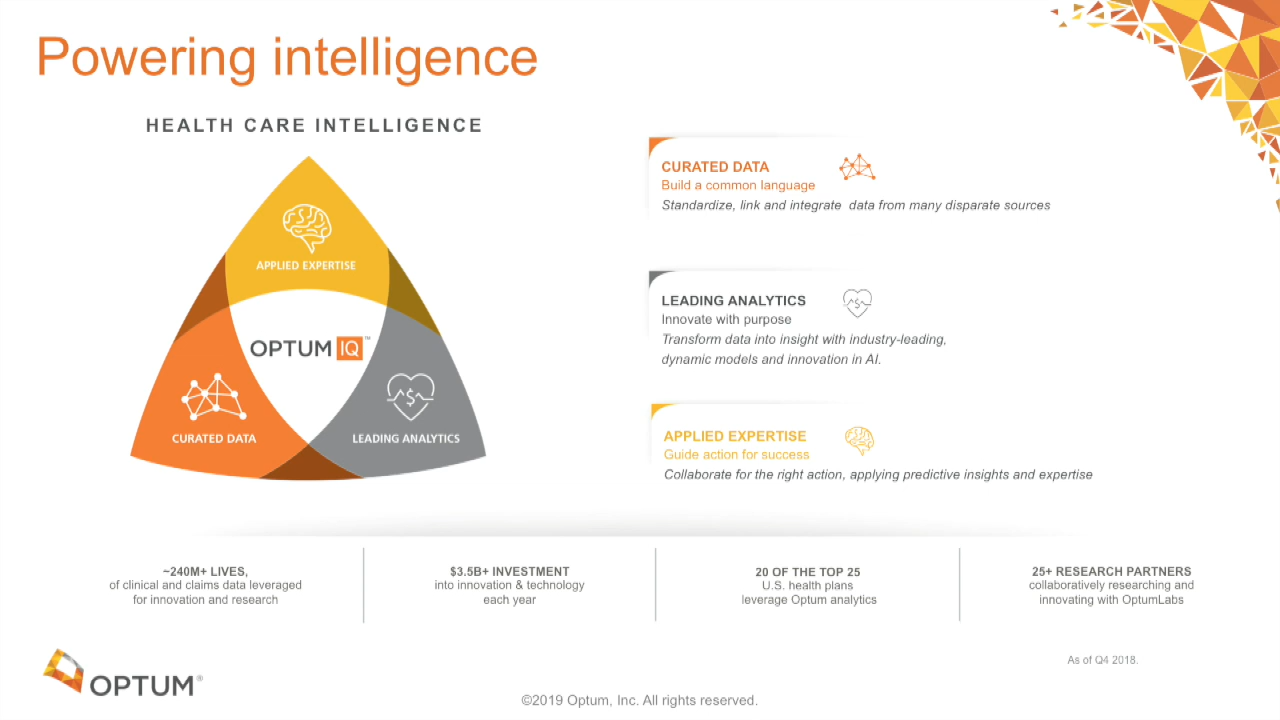 Powering intelligence
HEALTH CARE INTELLIGENCE
APPLIED EXPERTISE
OPTUM IQ™
CURATED DATA
LEADING ANALYTICS
CURATED DATA
Build a common language
Standardize, link and integrate data from many disparate sources
LEADING ANALYTICS
Innovate with purpose
Transform data into insight with industry-leading,
dynamic models and innovation in AI.
APPLIED EXPERTISE
Guide action for success
Collaborate for the right action, applying predictive insights and expertise
~240M+ LIVES,
of clinical and claims data leveraged
for innovation and research
$3.5B+ INVESTMENT
into innovation & technology
each year
20 OF THE TOP 25
U.S. health plans
leverage Optum analytics
25+ RESEARCH PARTNERS
collaboratively researching and
innovating with OptumLabs
As of Q4 2018.
OPTUM®
©2019 Optum, Inc. All rights reserved.